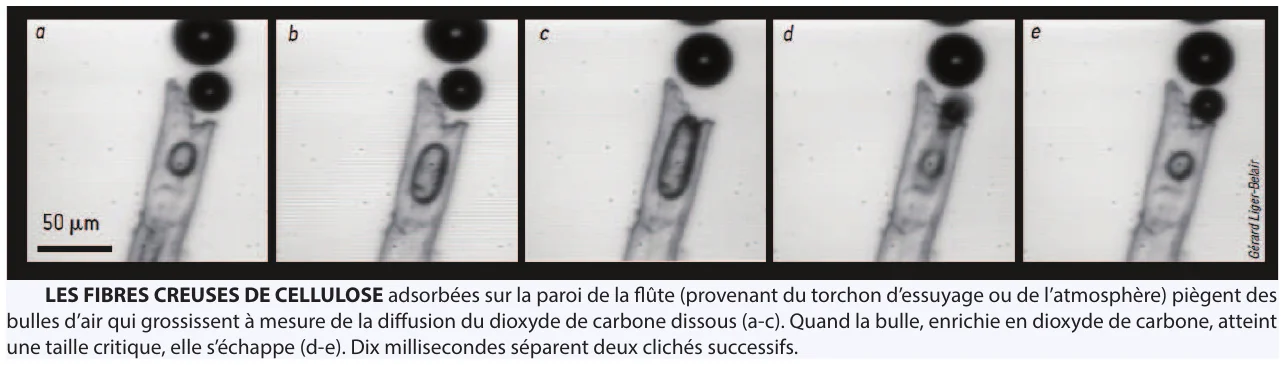 a
b
c
d
e
50 µm
Gérard Liger-Belair
LES FIBRES CREUSES DE CELLULOSE adsorbées sur la paroi de la flûte (provenant du torchon d’essuyage ou de l’atmosphère) piègent des
bulles d’air qui grossissent à mesure de la diffusion du dioxyde de carbone dissous (a-c). Quand la bulle, enrichie en dioxyde de carbone, atteint
une taille critique, elle s’échappe (d-e). Dix millisecondes séparent deux clichés successifs.